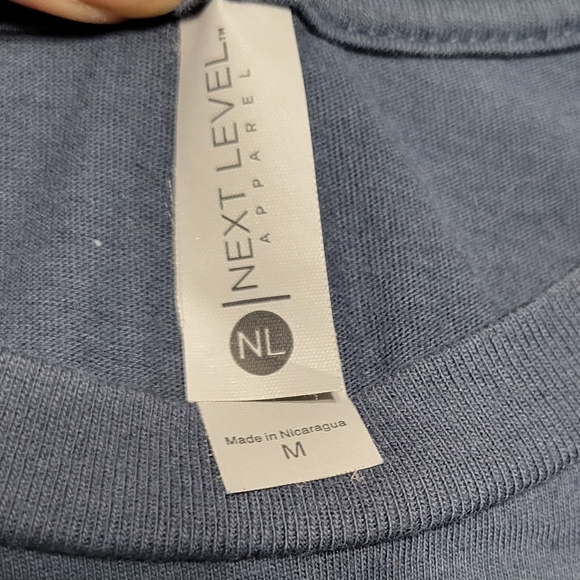 NEXT LEVEL™
APPAREL
NL
Made in Nicaragua
M